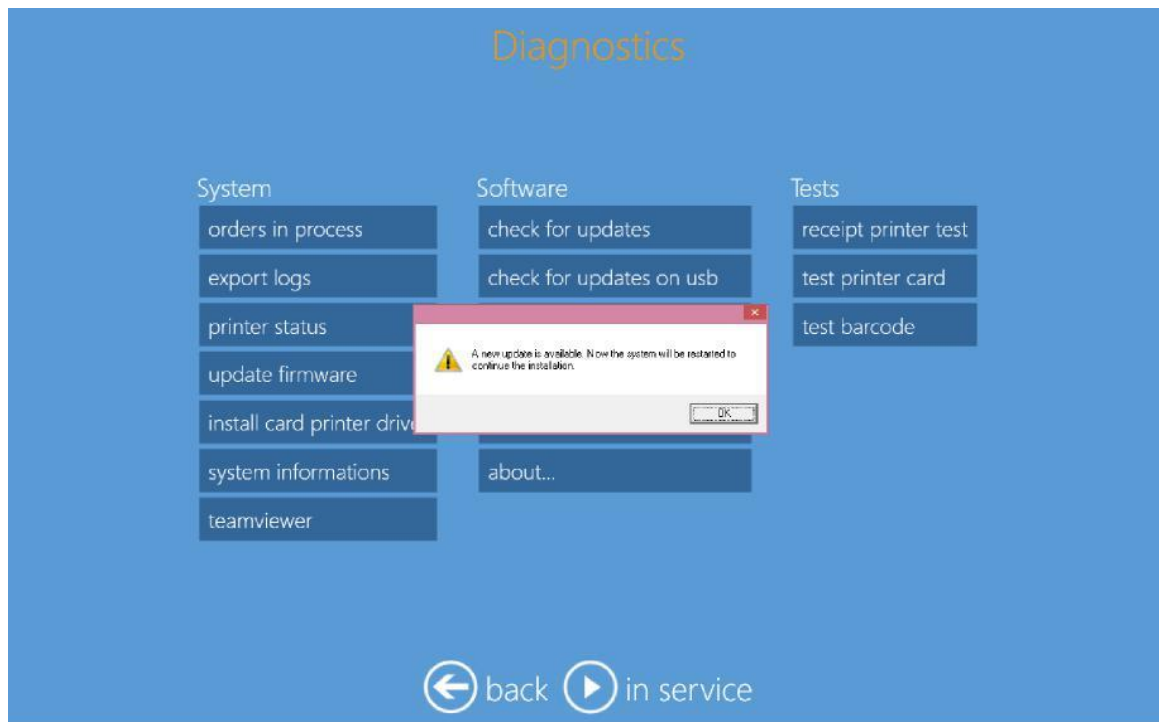 Diagnostics
System
orders in process
export logs
printer status
update firmware
install card printer drive
system informations
teamviewer
Software
check for updates
check for updates on usb
about...
Tests
receipt printer test
test printer card
test barcode
A new update is available. Now the system will be restarted to
continue the installation.
OK
back
in service